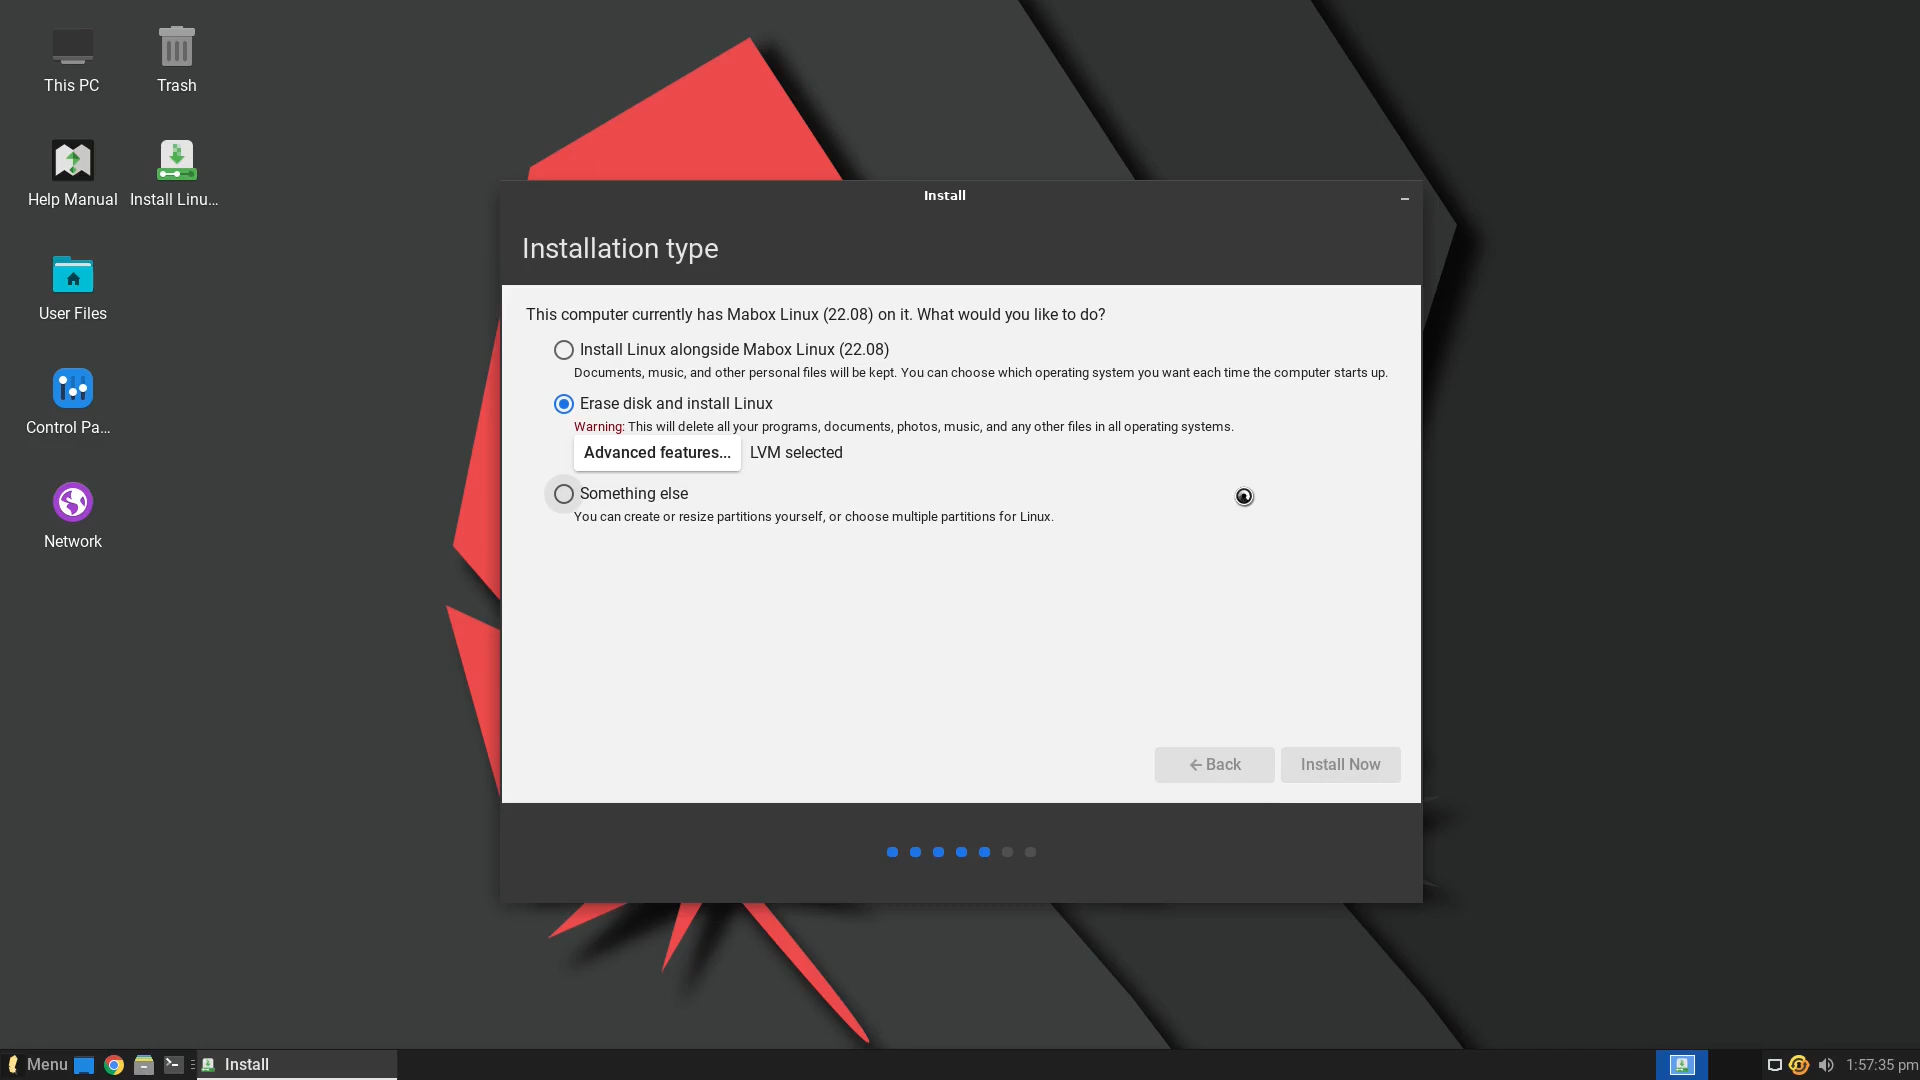 This PC
Trash
Help Manual
Install Linu...
User Files
Control Pa...
Network
Install
Installation type
This computer currently has Mabox Linux (22.08) on it. What would you like to do?
Install Linux alongside Mabox Linux (22.08)
Documents, music, and other personal files will be kept. You can choose which operating system you want each time the computer starts up.
Erase disk and install Linux
Warning: This will delete all your programs, documents, photos, music, and any other files in all operating systems.
Advanced features... LVM selected
Something else
You can create or resize partitions yourself, or choose multiple partitions for Linux.
Back
Install Now
Menu
Install
1:57:35 pm